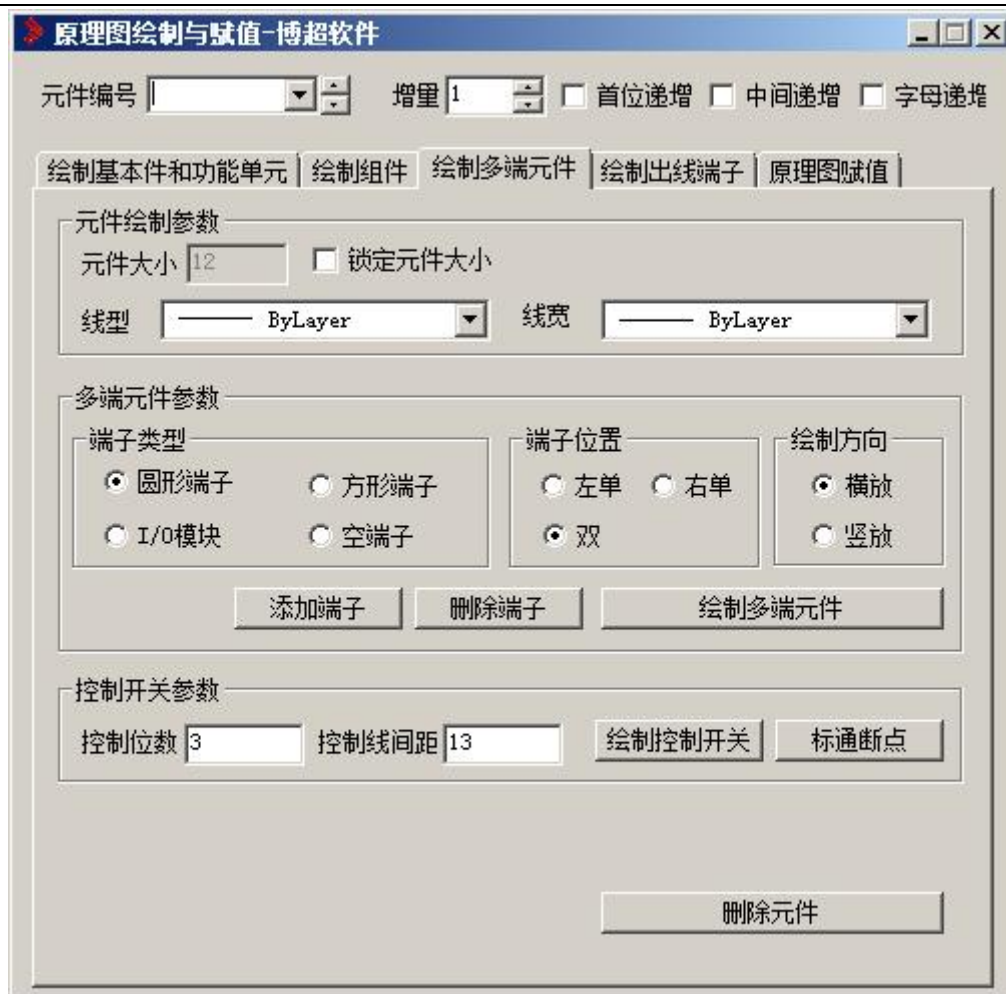 原理图绘制与赋值-博超软件
元件编号 增量 1 首位递增 中间递增 字母递增
绘制基本件和功能单元 绘制组件 绘制多端元件 绘制出线端子 原理图赋值
元件绘制参数
元件大小 12 锁定元件大小
线型 ByLayer 线宽 ByLayer
多端元件参数
端子类型 端子位置 绘制方向
圆形端子 方形端子 左单 右单 横放
I/O模块 空端子 双 竖放
添加端子 删除端子 绘制多端元件
控制开关参数
控制位数 3 控制线间距 13 绘制控制开关 标通断点
删除元件